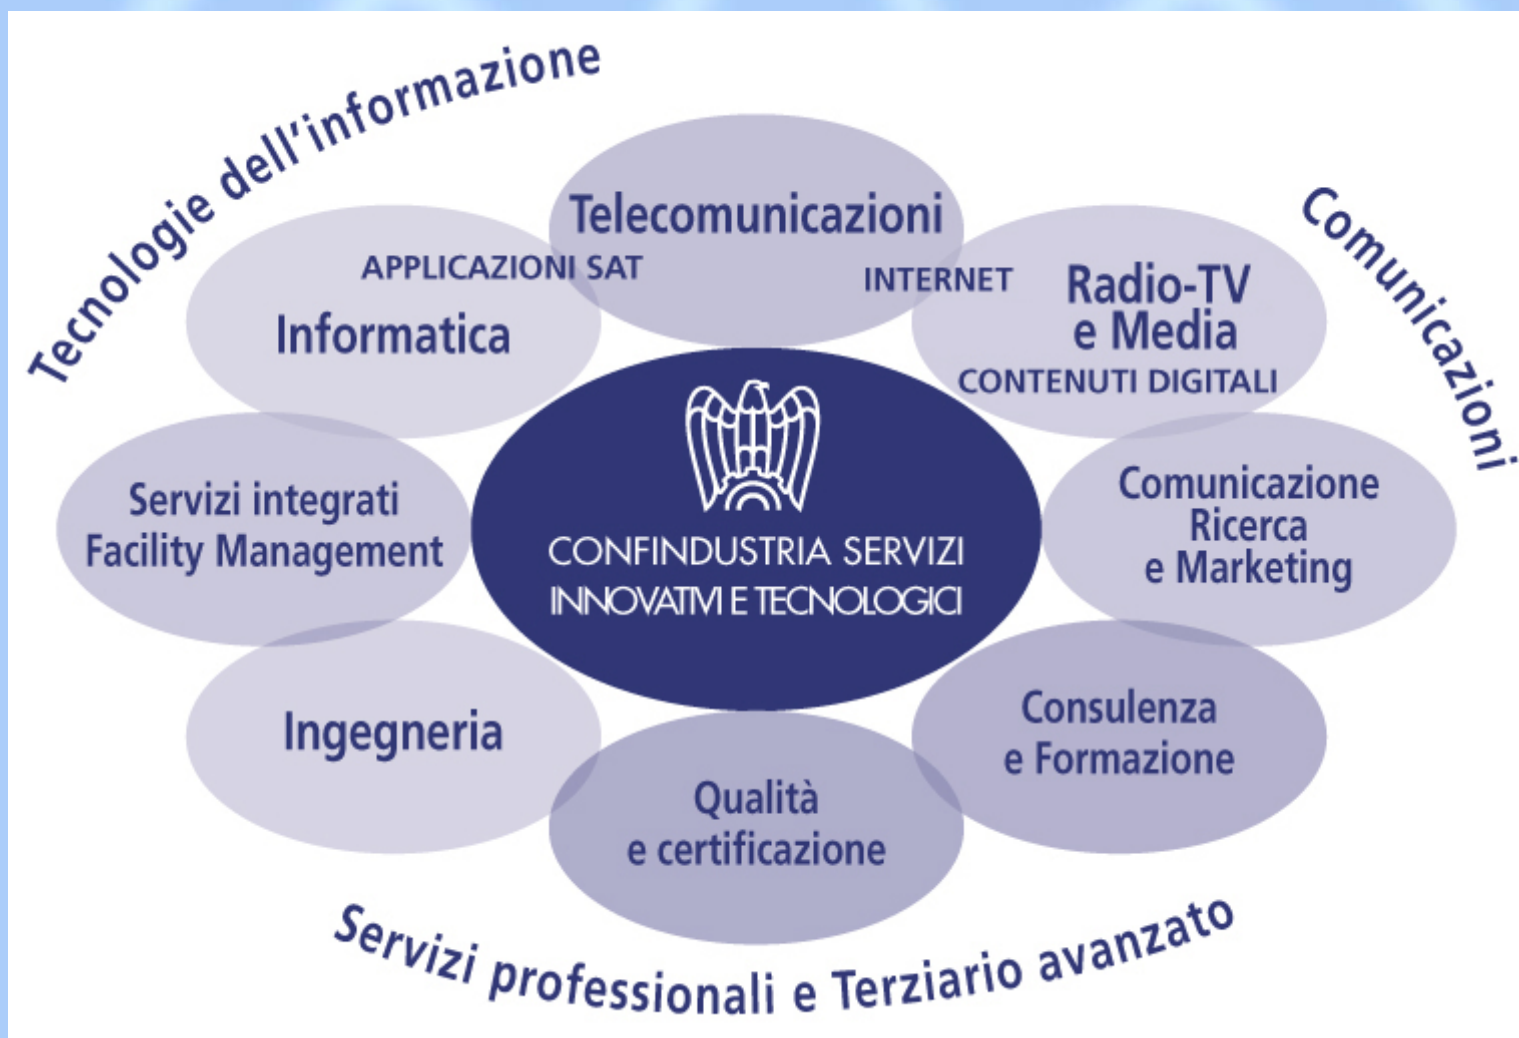 Tecnologie dell'informazione
Comunicazioni
Telecomunicazioni
APPLICAZIONI SAT
INTERNET
Informatica
Radio-TV
e Media
CONTENUTI DIGITALI
Servizi integrati
Facility Management
CONFINDUSTRIA SERVIZI
INNOVATIVI E TECNOLOGICI
Comunicazione
Ricerca
e Marketing
Ingegneria
Qualità
e certificazione
Consulenza
e Formazione
Servizi professionali e Terziario avanzato